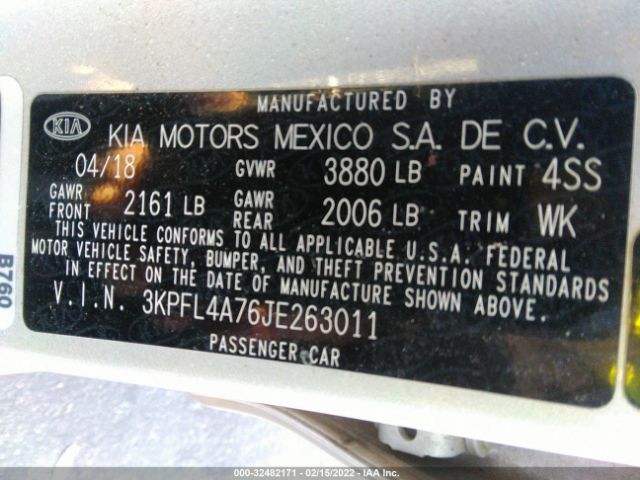 MANUFACTURED BY
KIA KIA MOTORS MEXICO S.A. DE C.V.
04/18 GVWR 3880 LB PAINT 4SS
GAWR FRONT 2161 LB GAWR REAR 2006 LB TRIM WK
THIS VEHICLE CONFORMS TO ALL APPLICABLE U.S.A. FEDERAL
MOTOR VEHICLE SAFETY, BUMPER, AND THEFT PREVENTION STANDARDS
IN EFFECT ON THE DATE OF MANUFACTURE SHOWN ABOVE.
V.I.N. 3KPFL4A76JE263011
PASSENGER CAR
B760
000-32482171 - 02/15/2022 - IAA Inc.